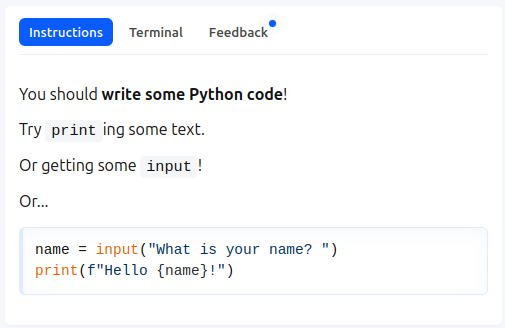 Instructions Terminal Feedback
You should write some Python code!
Try print ing some text.
Or getting some input !
Or...
name = input("What is your name? ")
print(f"Hello {name}!")